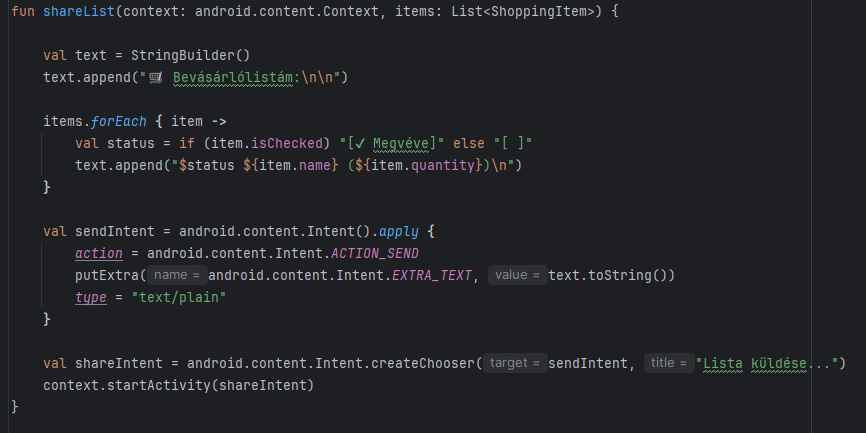 fun shareList(context: android.content.Context, items: List<ShoppingItem>) {
val text = StringBuilder()
text.append("🛒 Bevásárlólistám:\n\n")
items.forEach { item ->
val status = if (item.isChecked) "[✓ Megvéve]" else "[ ]"
text.append("$status ${item.name} (${item.quantity})\n")
}
val sendIntent = android.content.Intent().apply {
action = android.content.Intent.ACTION_SEND
putExtra( name = android.content.Intent.EXTRA_TEXT, value = text.toString())
type = "text/plain"
}
val shareIntent = android.content.Intent.createChooser( target = sendIntent, title = "Lista küldése...")
context.startActivity(shareIntent)
}